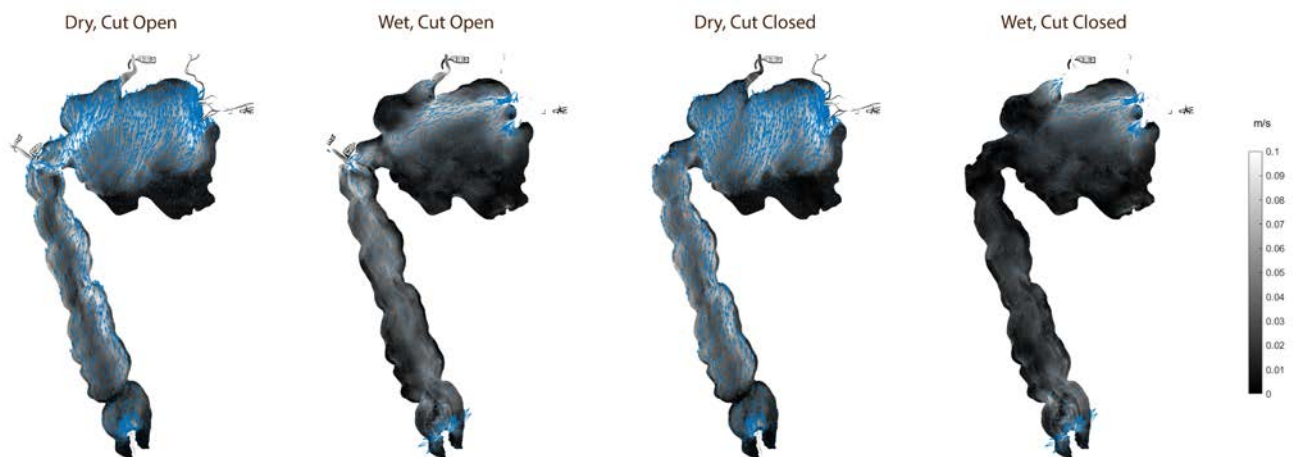 Dry, Cut Open
Wet, Cut Open
Dry, Cut Closed
Wet, Cut Closed
m/s
0.1
0.09
0.08
0.07
0.06
0.05
0.04
0.03
0.02
0.01
0